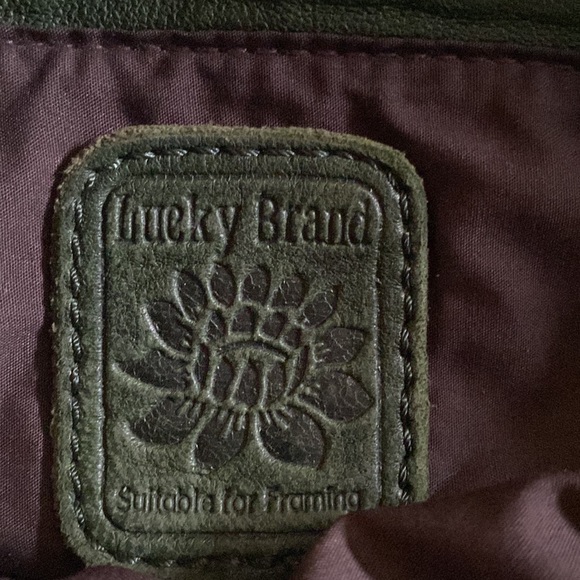 Lucky Brand
Suitable for Framing